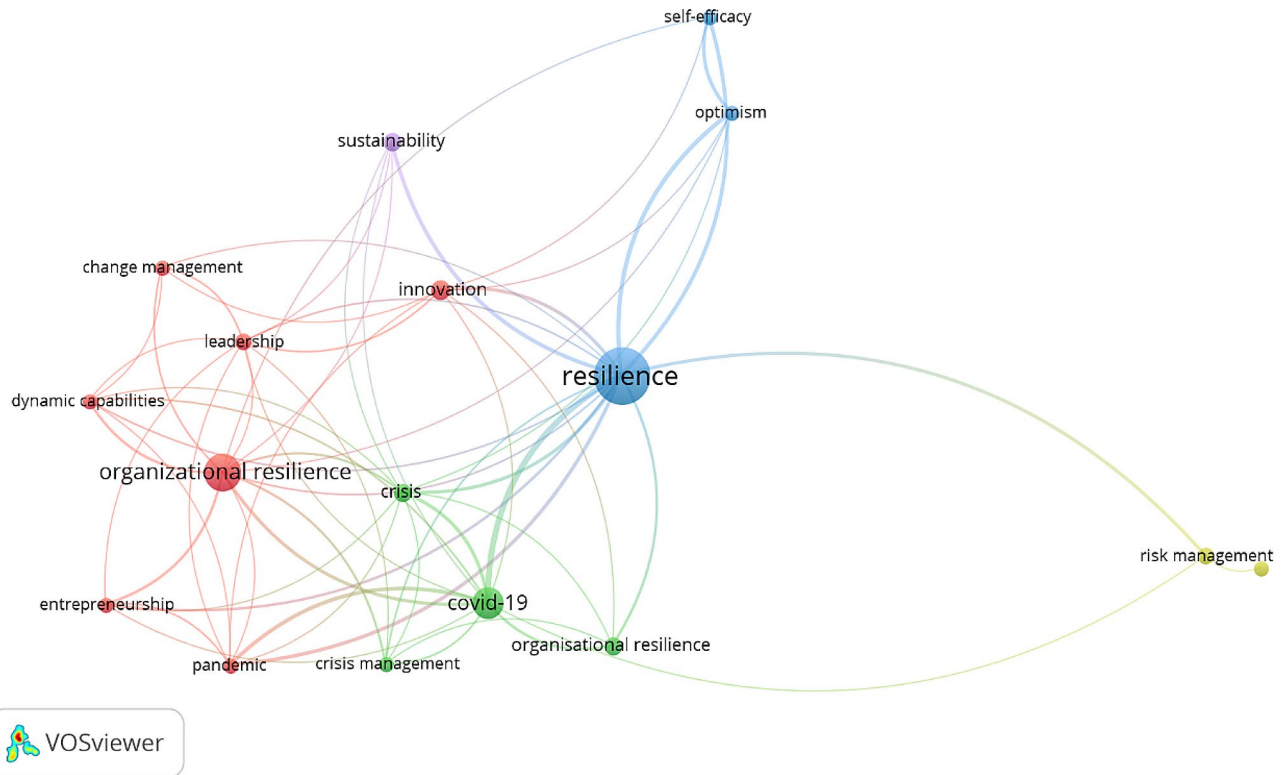 self-efficacy
optimism
sustainability
change management
innovation
leadership
resilience
dynamic capabilities
organizational resilience
crisis
risk management
entrepreneurship
covid-19
organisational resilience
pandemic
crisis management
VOSviewer